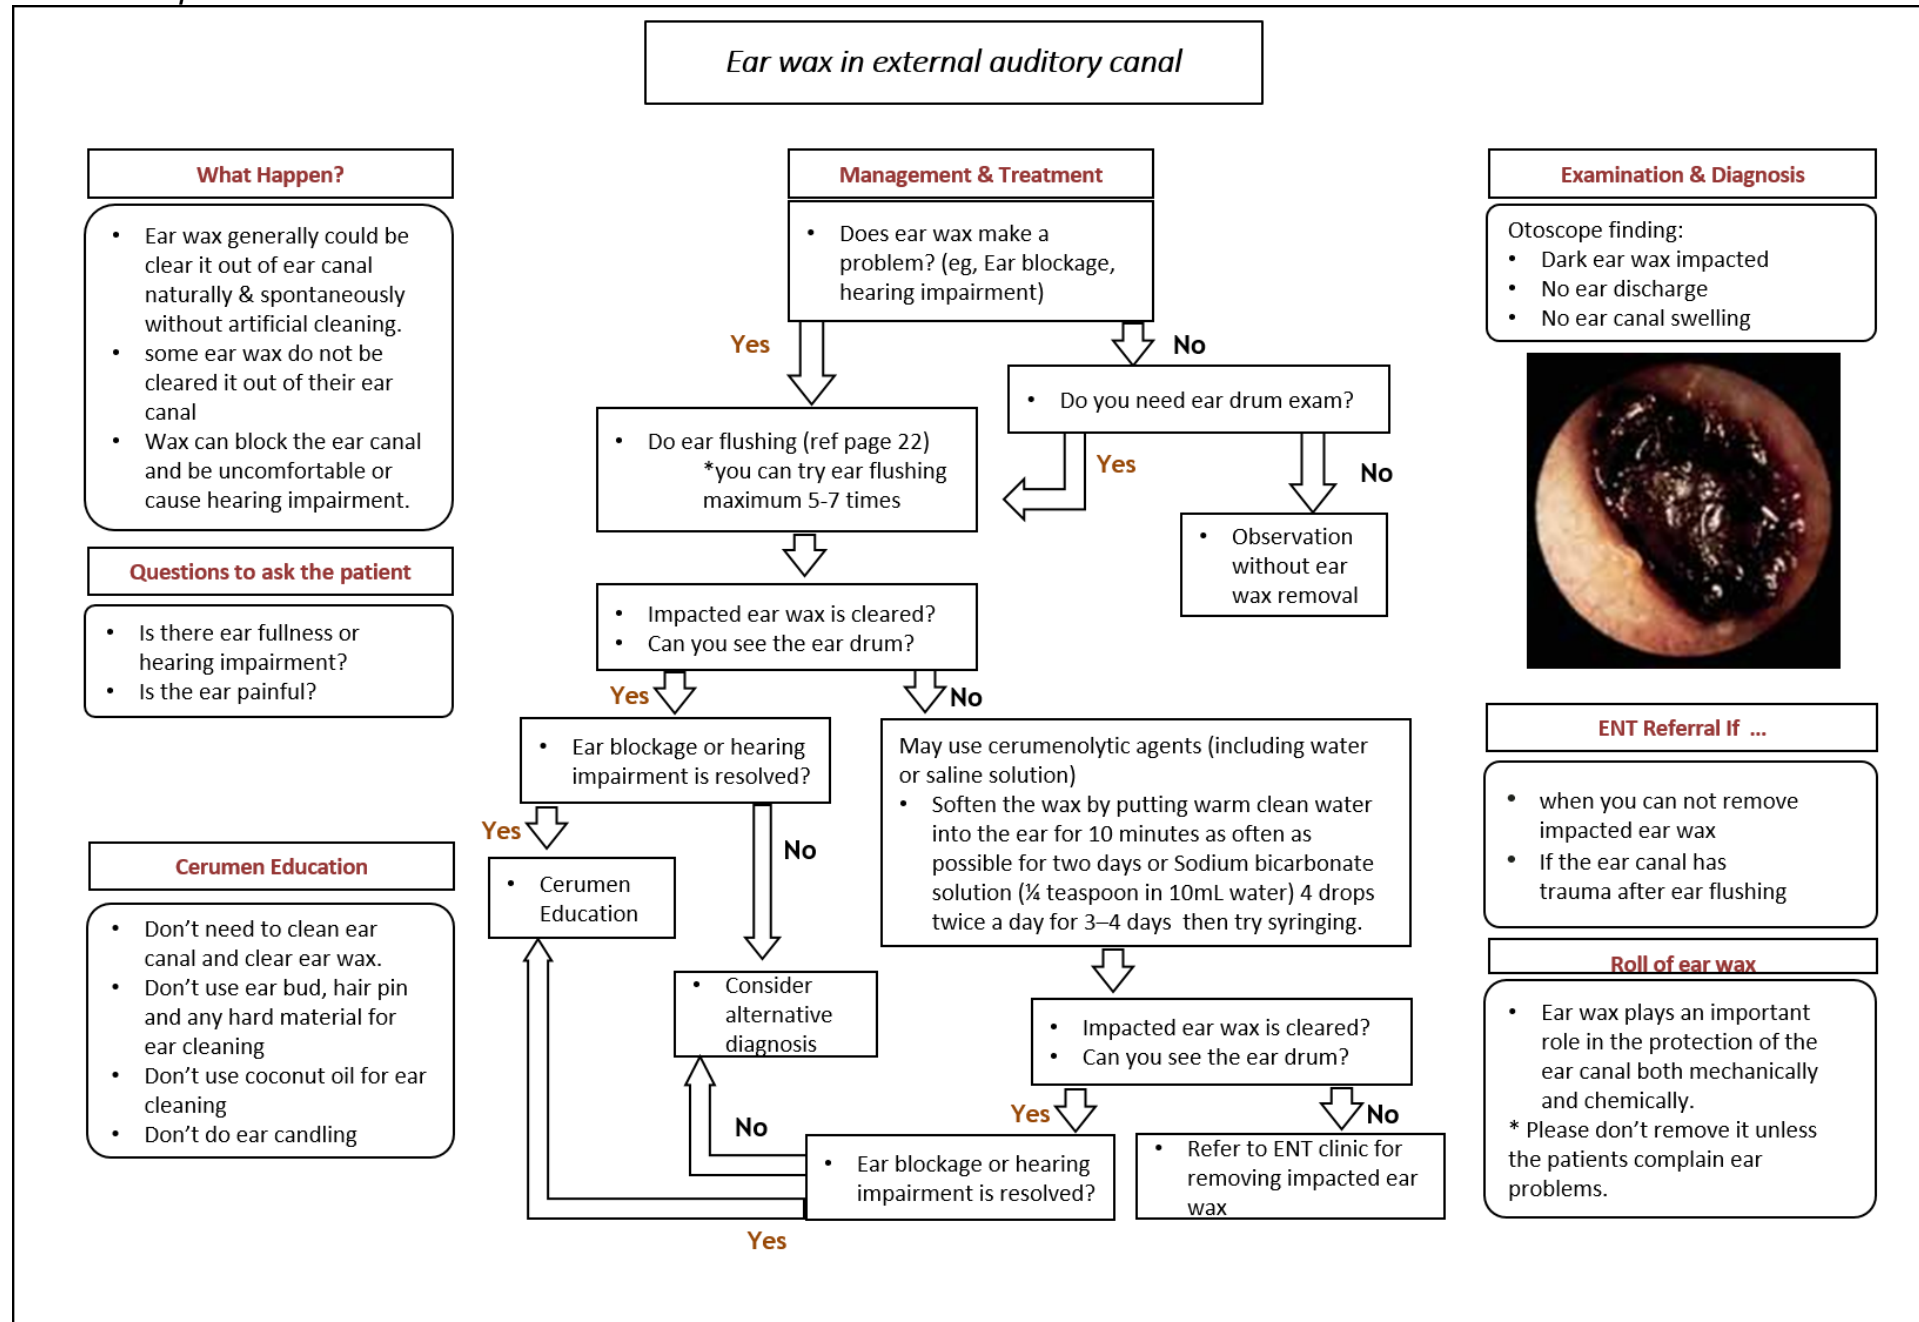 Ear wax in external auditory canal
What Happen?
• Ear wax generally could be
clear it out of ear canal
naturally & spontaneously
without artificial cleaning.
• some ear wax do not be
cleared it out of their ear
canal
• Wax can block the ear canal
and be uncomfortable or
cause hearing impairment.
Questions to ask the patient
• Is there ear fullness or
hearing impairment?
• Is the ear painful?
Cerumen Education
• Don’t need to clean ear
canal and clear ear wax.
• Don’t use ear bud, hair pin
and any hard material for
ear cleaning
• Don’t use coconut oil for ear
cleaning
• Don’t do ear candling
Management & Treatment
• Does ear wax make a
problem? (eg, Ear blockage,
hearing impairment)
Yes
No
• Do you need ear drum exam?
• Do ear flushing (ref page 22)
*you can try ear flushing
maximum 5-7 times
Yes
No
• Observation
without ear
wax removal
• Impacted ear wax is cleared?
• Can you see the ear drum?
Yes
No
• Ear blockage or hearing
impairment is resolved?
May use cerumenolytic agents (including water
or saline solution)
• Soften the wax by putting warm clean water
into the ear for 10 minutes as often as
possible for two days or Sodium bicarbonate
solution (¼ teaspoon in 10mL water) 4 drops
twice a day for 3–4 days then try syringing.
Yes
No
• Cerumen
Education
• Consider
alternative
diagnosis
• Impacted ear wax is cleared?
• Can you see the ear drum?
Yes
No
No
• Ear blockage or hearing
impairment is resolved?
• Refer to ENT clinic for
removing impacted ear
wax
Yes
Examination & Diagnosis
Otoscope finding:
• Dark ear wax impacted
• No ear discharge
• No ear canal swelling
ENT Referral If ...
• when you can not remove
impacted ear wax
• If the ear canal has
trauma after ear flushing
Roll of ear wax
• Ear wax plays an important
role in the protection of the
ear canal both mechanically
and chemically.
* Please don’t remove it unless
the patients complain ear
problems.